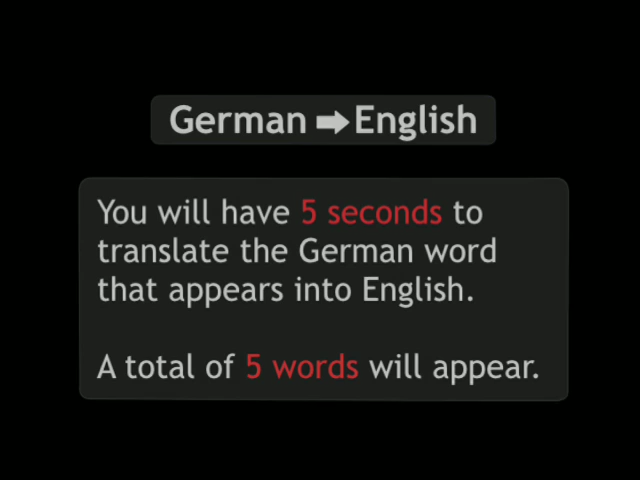 German ➡ English
You will have 5 seconds to
translate the German word
that appears into English.
A total of 5 words will appear.